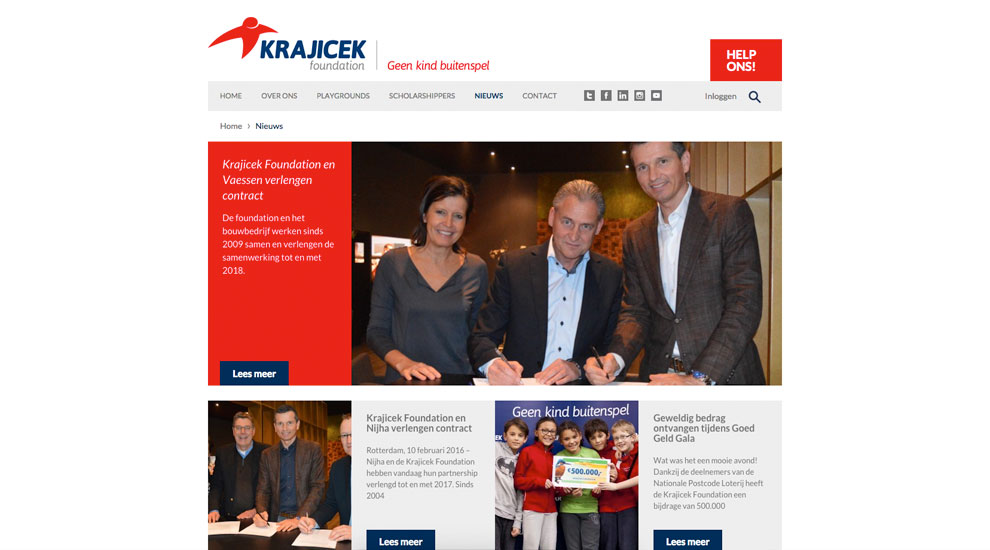 KRAJICEK
foundation
Geen kind buitenspel
HELP
ONS!
HOME OVER ONS PLAYGROUNDS SCHOLARSHIPPERS NIEUWS CONTACT Inloggen
Home › Nieuws
Krajicek Foundation en
Vaessen verlengen
contract
De foundation en het
bouwbedrijf werken sinds
2009 samen en verlengen de
samenwerking tot en met
2018.
Lees meer
Krajicek Foundation en
Nijha verlengen contract
Rotterdam, 10 februari 2016 –
Nijha en de Krajicek Foundation
hebben vandaag hun partnership
verlengd tot en met 2017. Sinds
2004
Lees meer
Geen kind buitenspel
€500.000,-
Geweldig bedrag
ontvangen tijdens Goed
Geld Gala
Wat was het een mooie avond!
Dankzij de deelnemers van de
Nationale Postcode Loterij heeft
de Krajicek Foundation een
bijdrage van 500.000
Lees meer